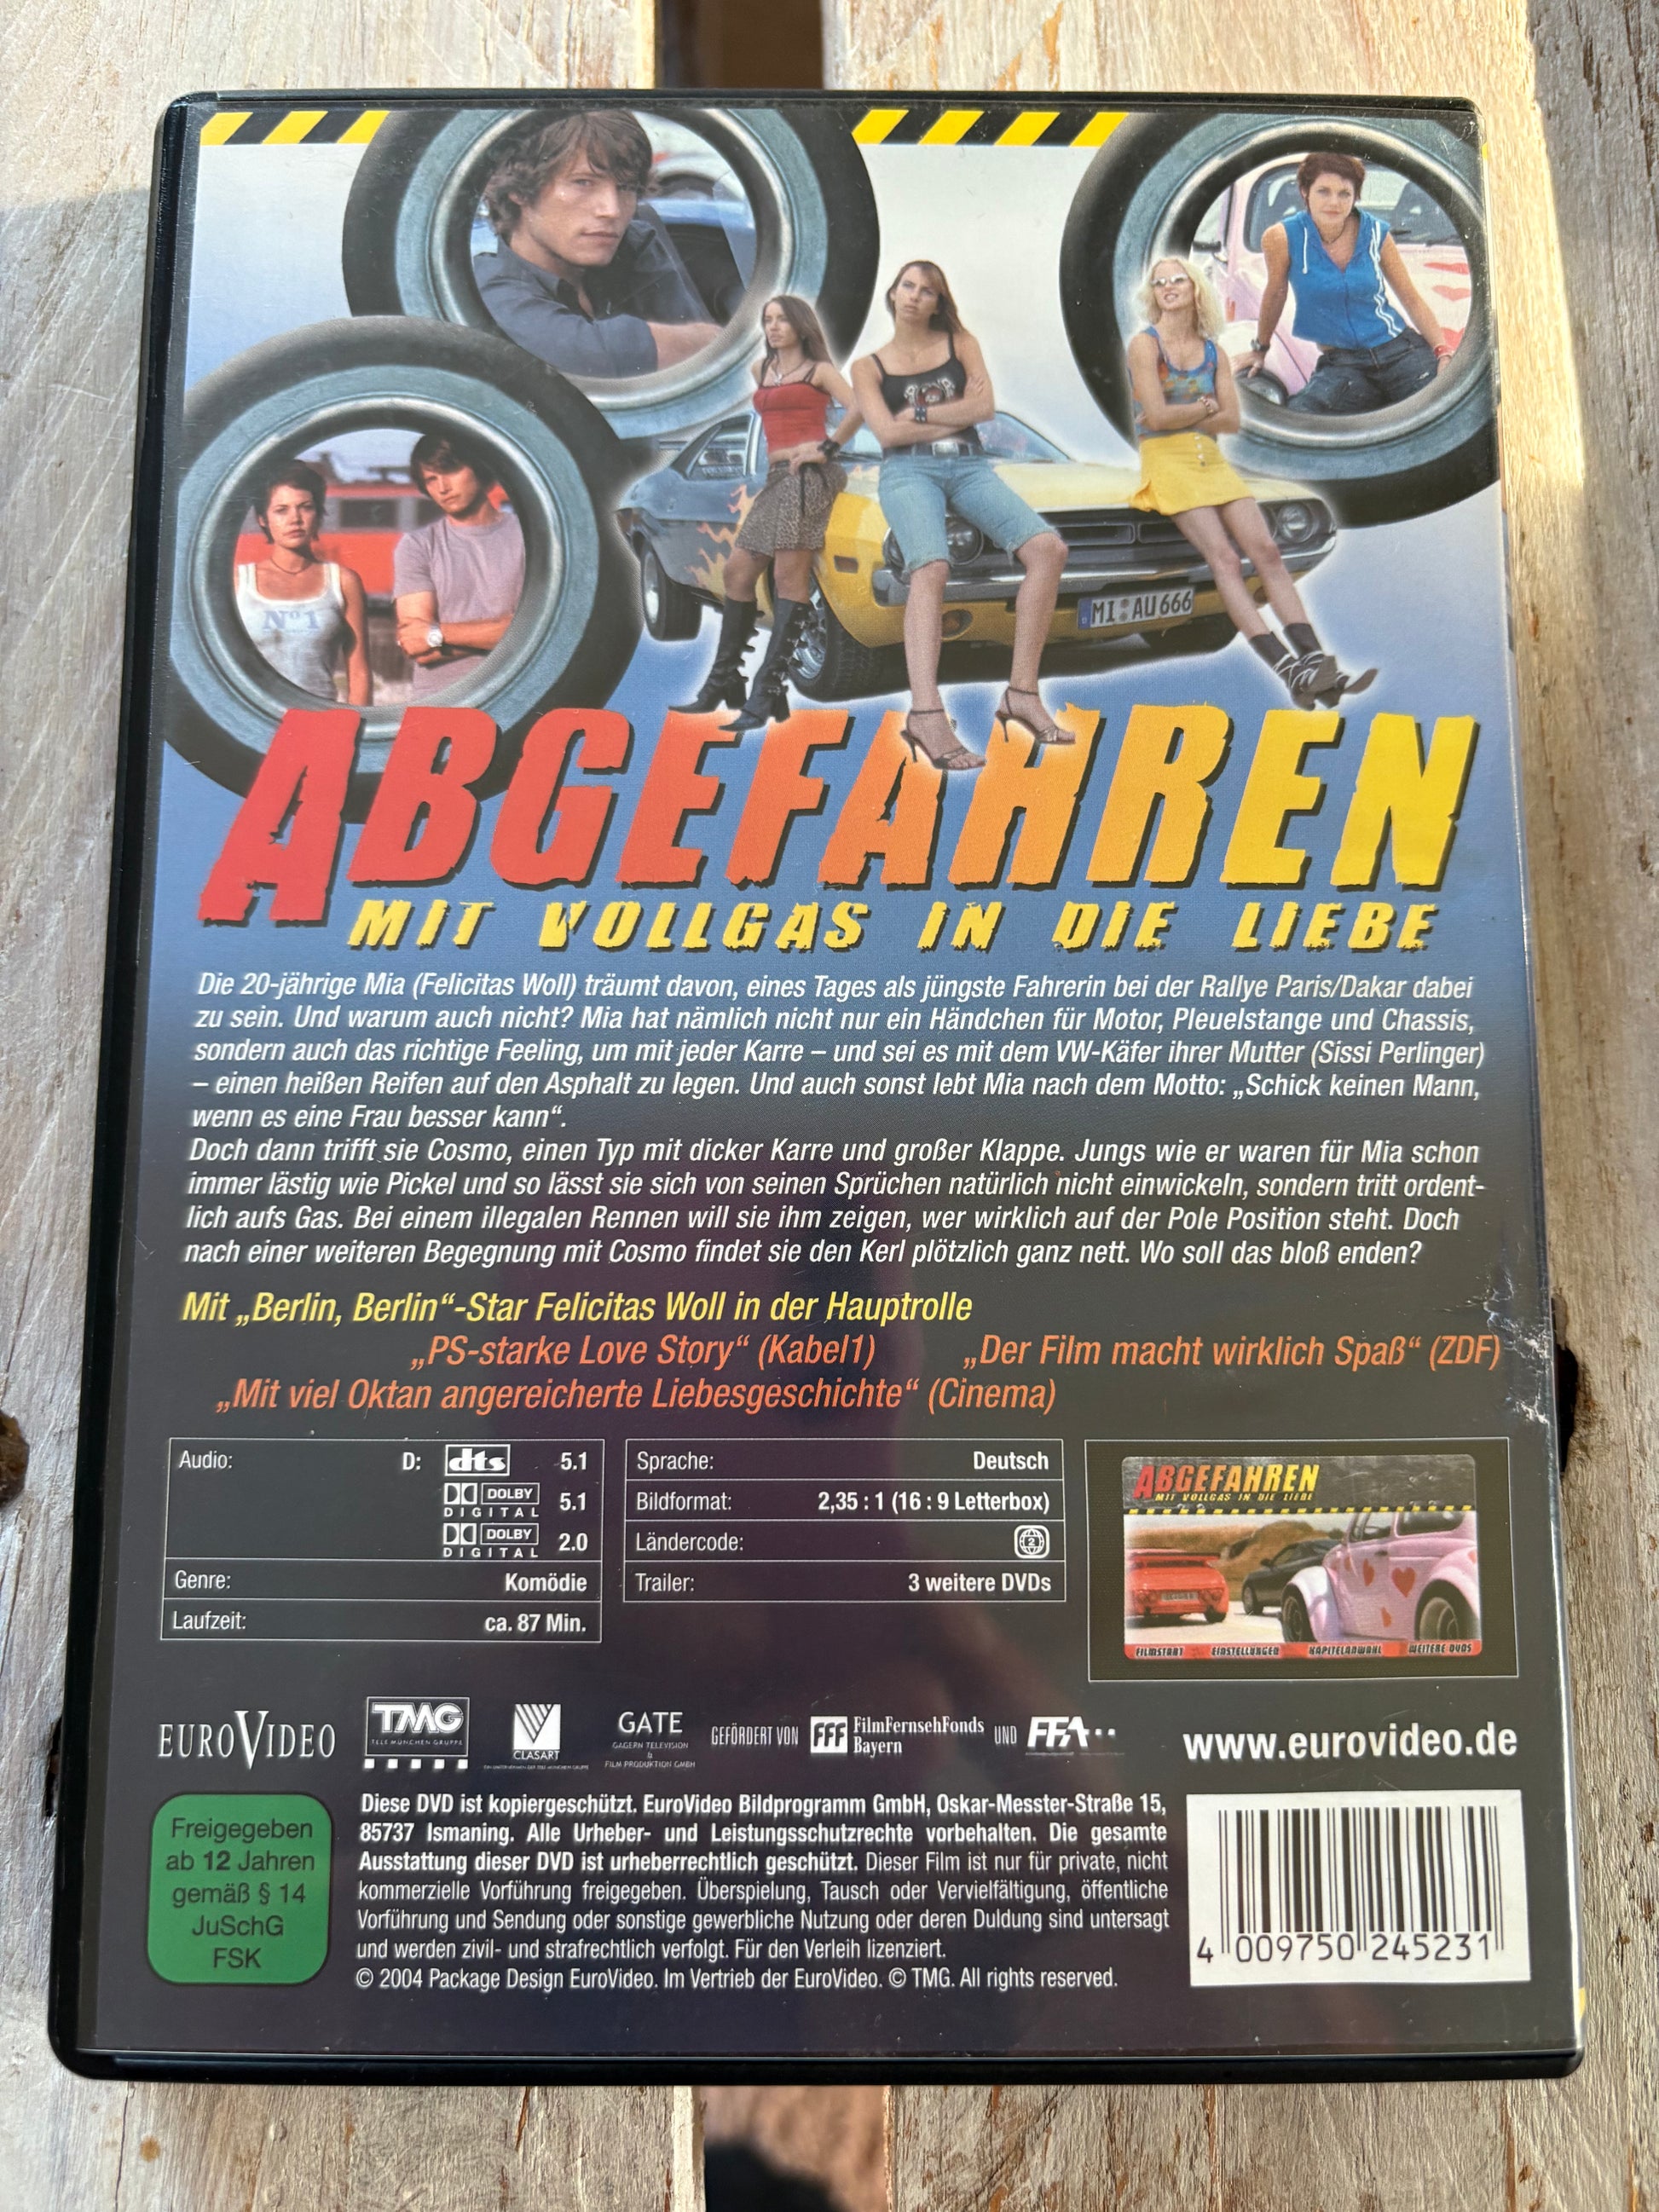 N°1
MI AU 666
ABGEFAHREN
MIT VOLLGAS IN DIE LIEBE
Die 20-jährige Mia (Felicitas Woll) träumt davon, eines Tages als jüngste Fahrerin bei der Rallye Paris/Dakar dabei
zu sein. Und warum auch nicht? Mia hat nämlich nicht nur ein Händchen für Motor, Pleuelstange und Chassis,
sondern auch das richtige Feeling, um mit jeder Karre – und sei es mit dem VW-Käfer ihrer Mutter (Sissi Perlinger)
– einen heißen Reifen auf den Asphalt zu legen. Und auch sonst lebt Mia nach dem Motto: „Schick keinen Mann,
wenn es eine Frau besser kann“.
Doch dann trifft sie Cosmo, einen Typ mit dicker Karre und großer Klappe. Jungs wie er waren für Mia schon
immer lästig wie Pickel und so lässt sie sich von seinen Sprüchen natürlich nicht einwickeln, sondern tritt ordent-
lich aufs Gas. Bei einem illegalen Rennen will sie ihm zeigen, wer wirklich auf der Pole Position steht. Doch
nach einer weiteren Begegnung mit Cosmo findet sie den Kerl plötzlich ganz nett. Wo soll das bloß enden?
Mit „Berlin, Berlin“-Star Felicitas Woll in der Hauptrolle
„PS-starke Love Story“ (Kabel1) „Der Film macht wirklich Spaß“ (ZDF)
„Mit viel Oktan angereicherte Liebesgeschichte“ (Cinema)
Audio: D: dts 5.1
DOLBY DIGITAL 5.1
DOLBY DIGITAL 2.0
Genre: Komödie
Laufzeit: ca. 87 Min.
Sprache: Deutsch
Bildformat: 2,35 : 1 (16 : 9 Letterbox)
Ländercode: 2
Trailer: 3 weitere DVDs
ABGEFAHREN
MIT VOLLGAS IN DIE LIEBE
FILMSTART EINSTELLUNGEN KAPITELANWAHL WEITERE DVDS
EUROVIDEO
TMG
TELE MÜNCHEN GRUPPE
CLASART
EIN UNTERNEHMEN DER TELE MÜNCHEN GRUPPE
GATE
GAGERN TELEVISION
&
FILM PRODUKTION GMBH
GEFÖRDERT VON FFF FilmFernsehFonds Bayern UND FFA
www.eurovideo.de
Freigegeben
ab 12 Jahren
gemäß § 14
JuSchG
FSK
Diese DVD ist kopiergeschützt. EuroVideo Bildprogramm GmbH, Oskar-Messter-Straße 15,
85737 Ismaning. Alle Urheber- und Leistungsschutzrechte vorbehalten. Die gesamte
Ausstattung dieser DVD ist urheberrechtlich geschützt. Dieser Film ist nur für private, nicht
kommerzielle Vorführung freigegeben. Überspielung, Tausch oder Vervielfältigung, öffentliche
Vorführung und Sendung oder sonstige gewerbliche Nutzung oder deren Duldung sind untersagt
und werden zivil- und strafrechtlich verfolgt. Für den Verleih lizenziert.
© 2004 Package Design EuroVideo. Im Vertrieb der EuroVideo. © TMG. All rights reserved.
4 009750 245231